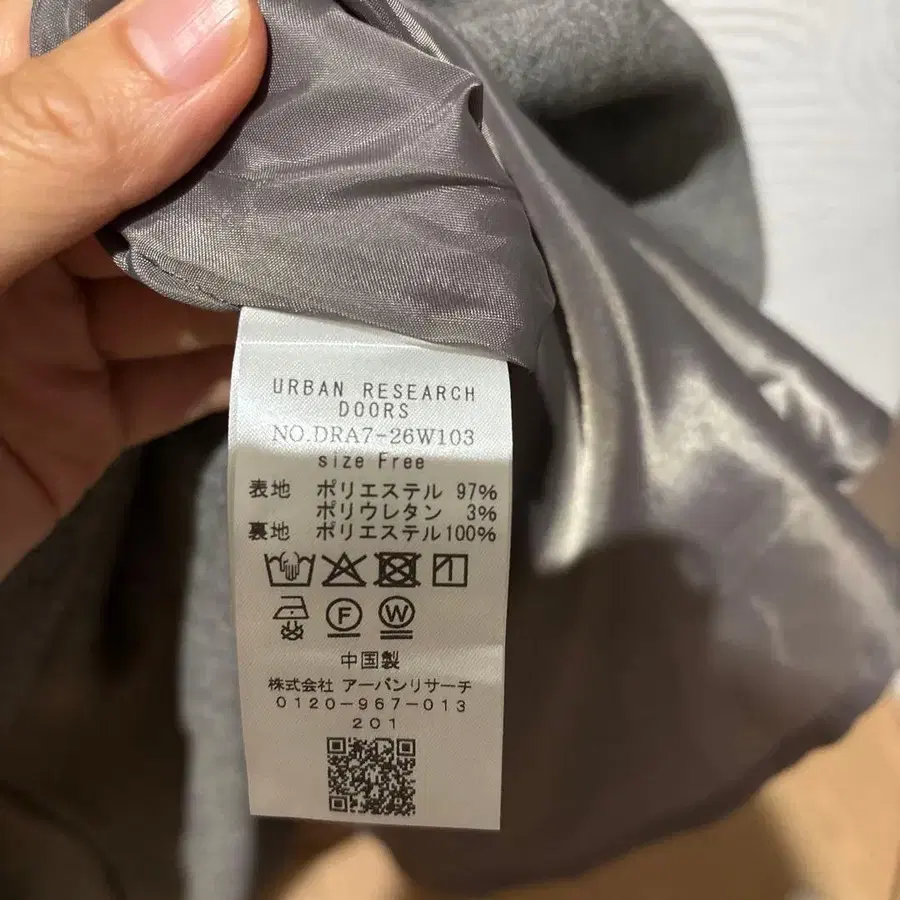 URBAN RESEARCH
DOORS
NO.DRA7-26W103
size Free
表地 ポリエステル 97%
ポリウレタン 3%
裏地 ポリエステル100%
F W
中国製
株式会社 アーバンリサーチ
0120-967-013
201